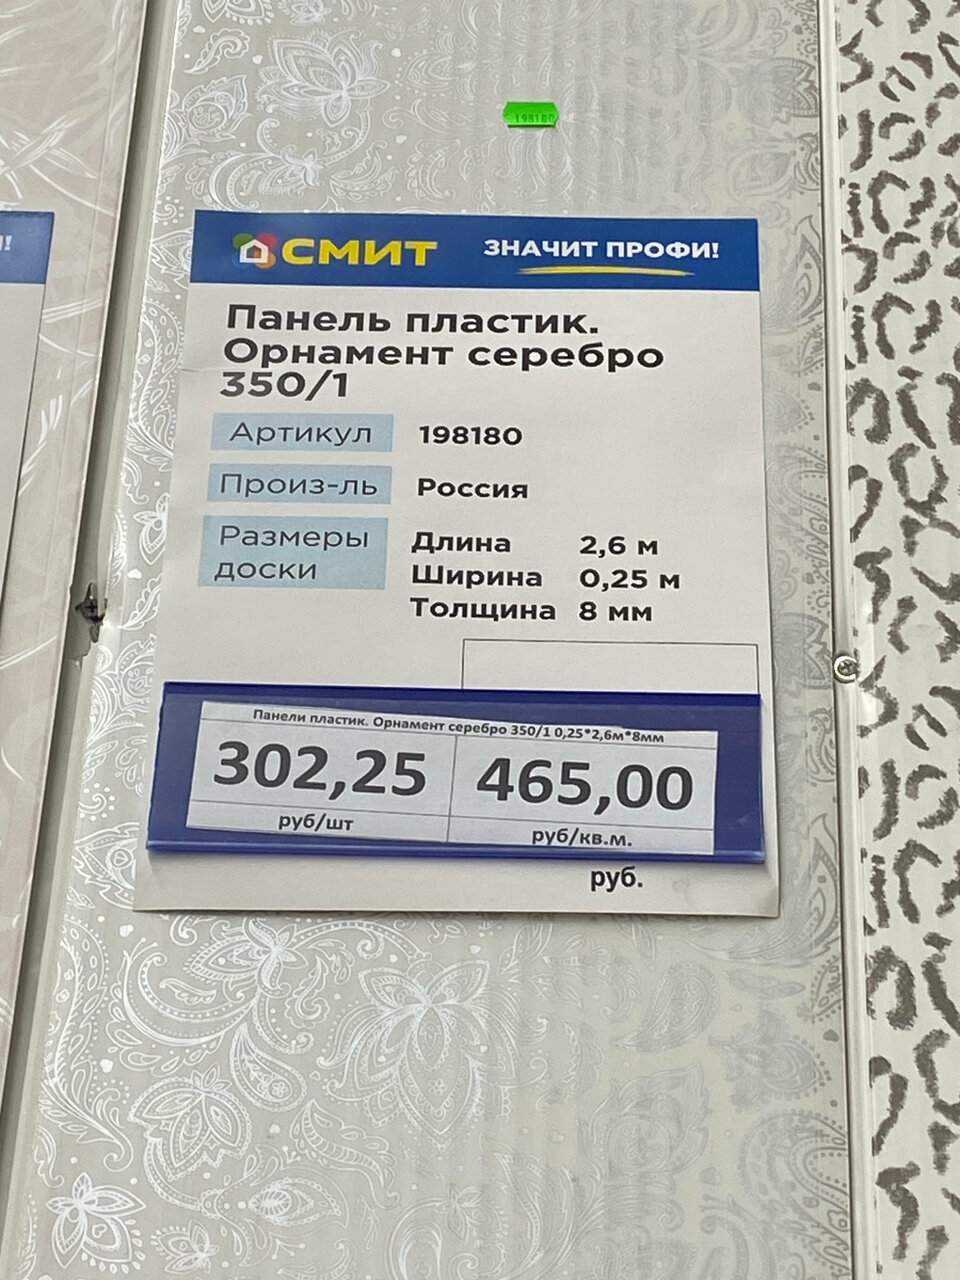 198180
!
СМИТ ЗНАЧИТ ПРОФИ!
Панель пластик.
Орнамент серебро
350/1
Артикул 198180
Произ-ль Россия
Размеры доски
Длина 2,6 м
Ширина 0,25 м
Толщина 8 мм
Панели пластик. Орнамент серебро 350/1 0,25*2,6м*8мм
302,25 465,00
руб/шт руб/кв.м.
руб.